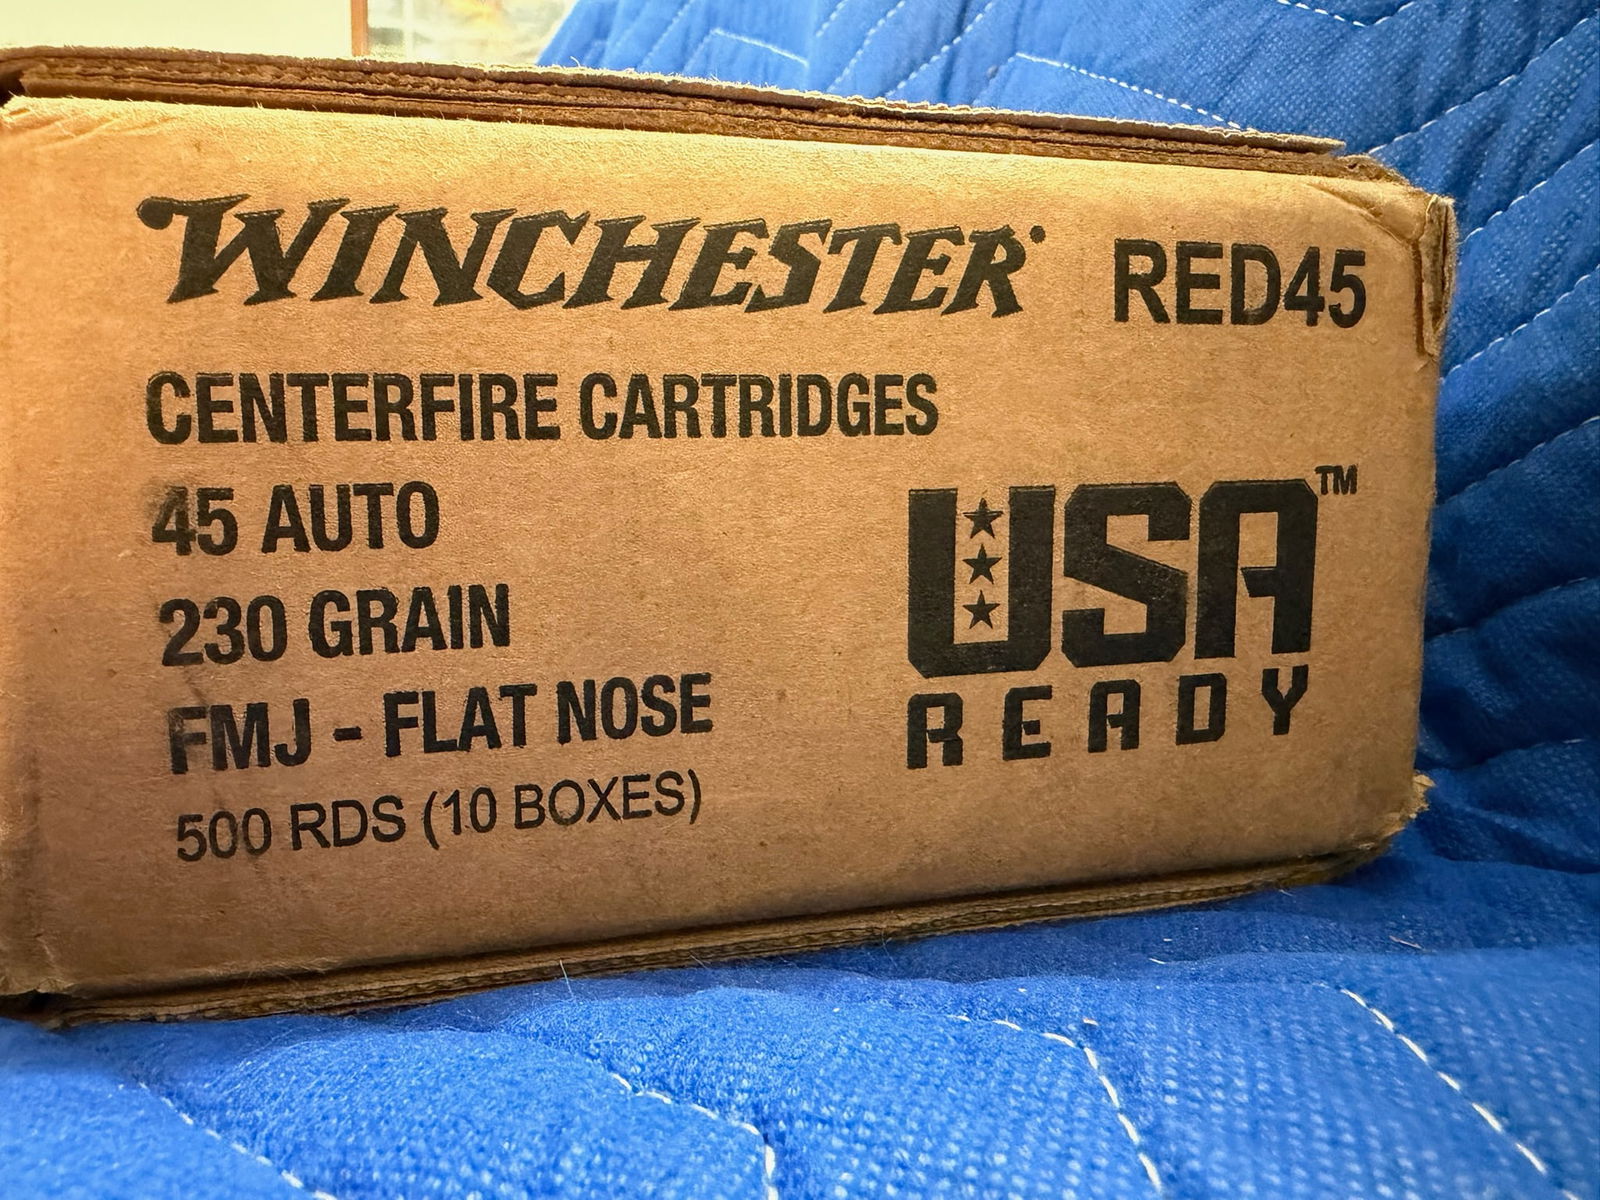 WINCHESTER RED45
CENTERFIRE CARTRIDGES
45 AUTO
230 GRAIN
FMJ - FLAT NOSE
500 RDS (10 BOXES)
USA™
READY